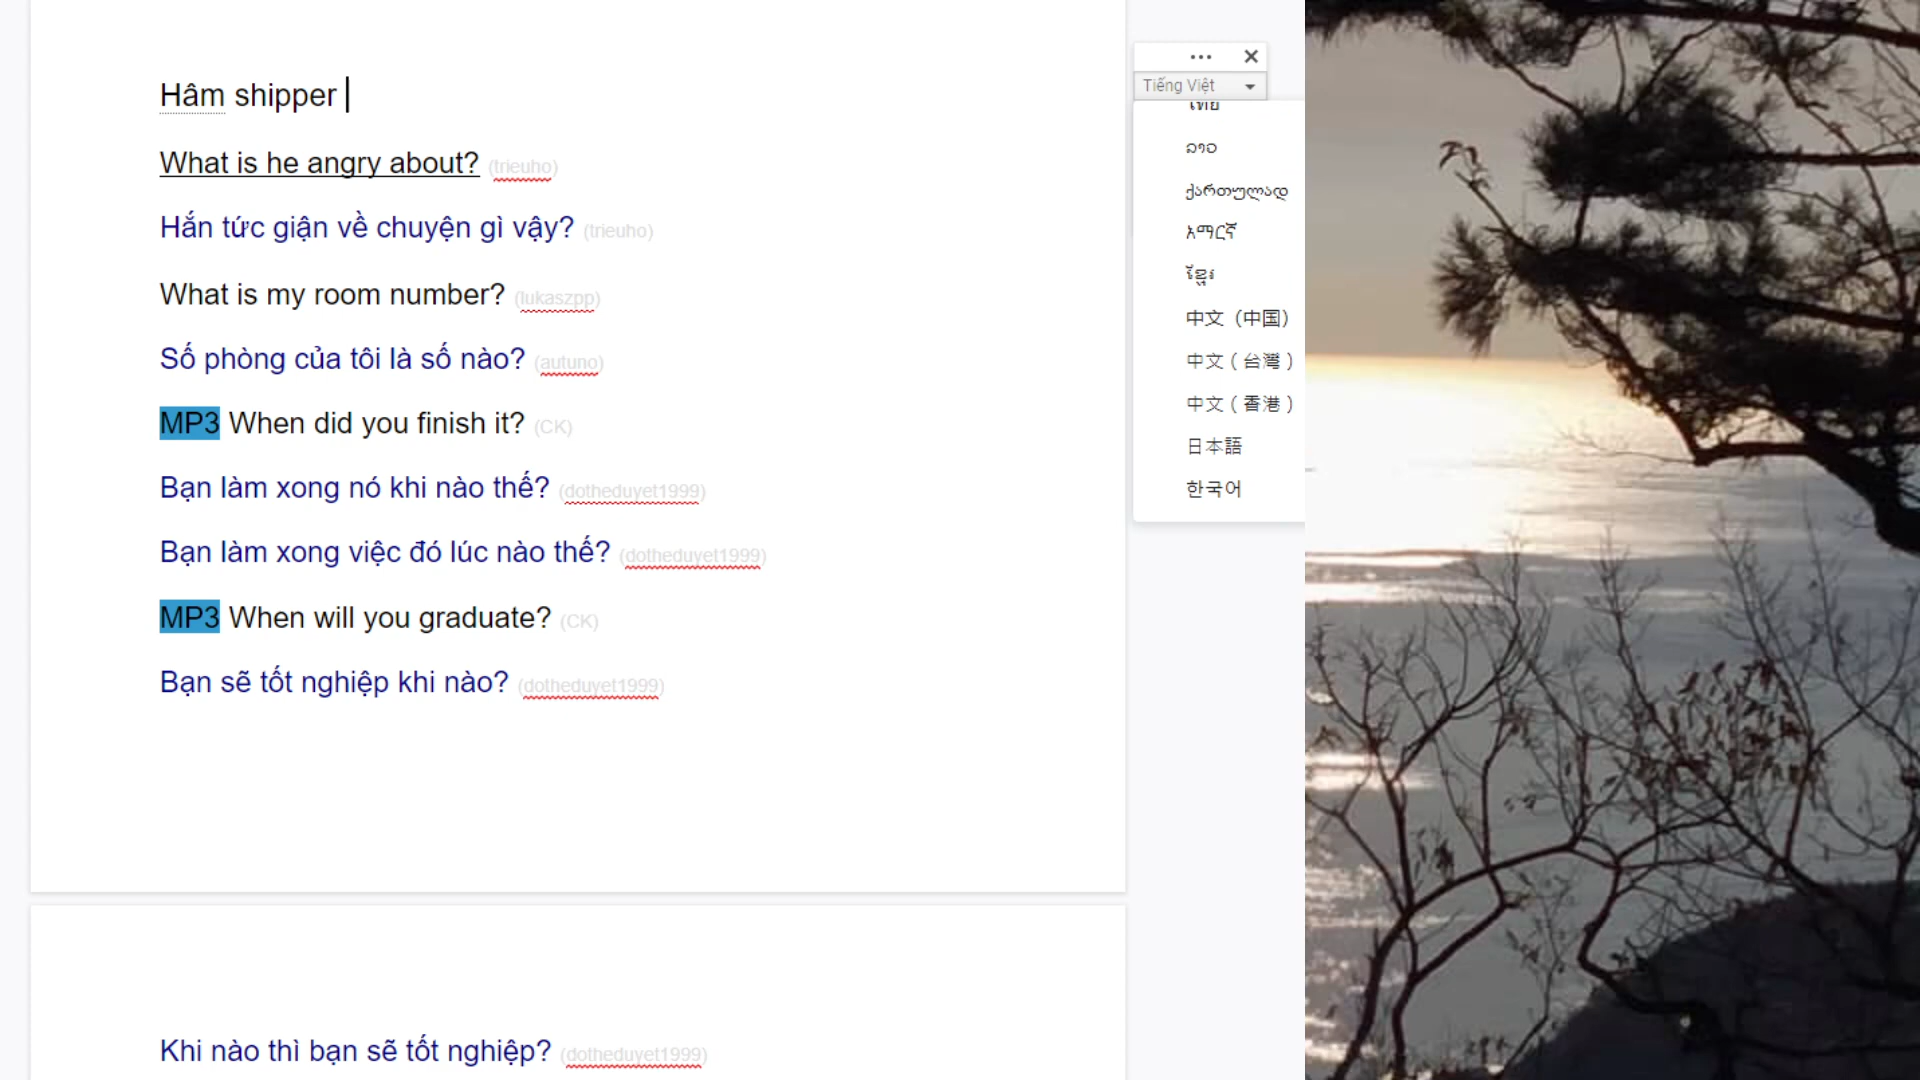 Hâm shipper
What is he angry about? (trieuho)
Hắn tức giận về chuyện gì vậy? (trieuho)
What is my room number? (lukaszpp)
Số phòng của tôi là số nào? (autuno)
MP3 When did you finish it? (CK)
Bạn làm xong nó khi nào thế? (dotheduyet1999)
Bạn làm xong việc đó lúc nào thế? (dotheduyet1999)
MP3 When will you graduate? (CK)
Bạn sẽ tốt nghiệp khi nào? (dotheduyet1999)
Khi nào thì bạn sẽ tốt nghiệp? (dotheduyet1999)
Tiếng Việt
ไทย
ລາວ
ქართულად
አማርኛ
ខ្មែរ
中文（中国）
中文（台灣）
中文（香港）
日本語
한국어